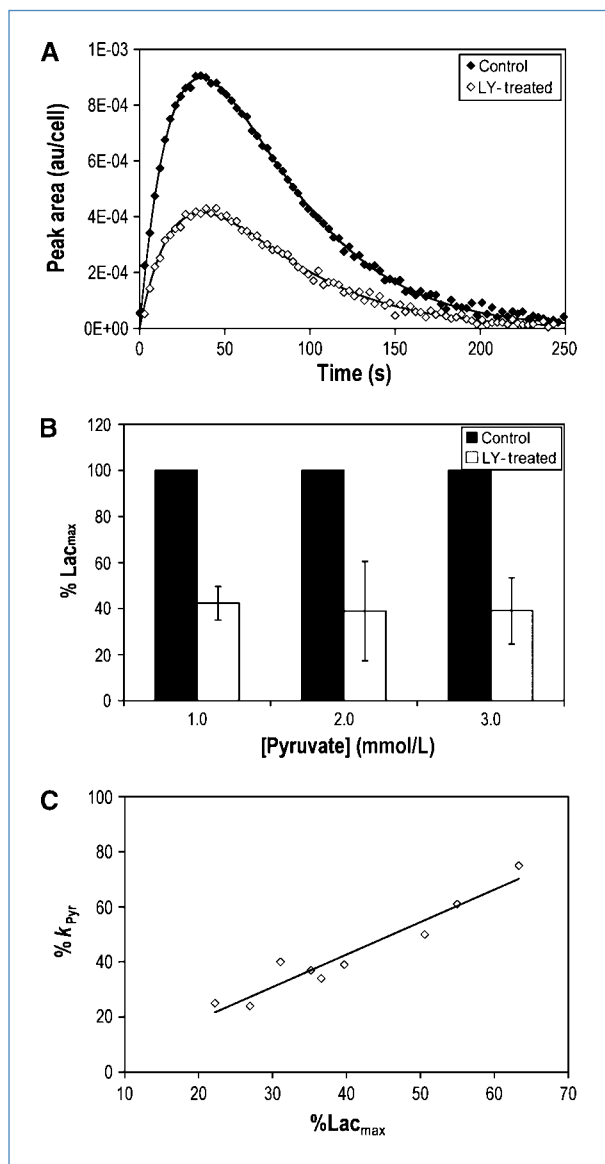 A
1E-03
8E-04
6E-04
4E-04
2E-04
0E+00
Peak area (au/cell)
Control
LY- treated
0 50 100 150 200 250
Time (s)
B
120
100
80
60
40
20
0
% Lacmax
Control
LY- treated
1.0 2.0 3.0
[Pyruvate] (mmol/L)
C
100
80
60
40
20
0
% kPyr
10 20 30 40 50 60 70
%Lacmax